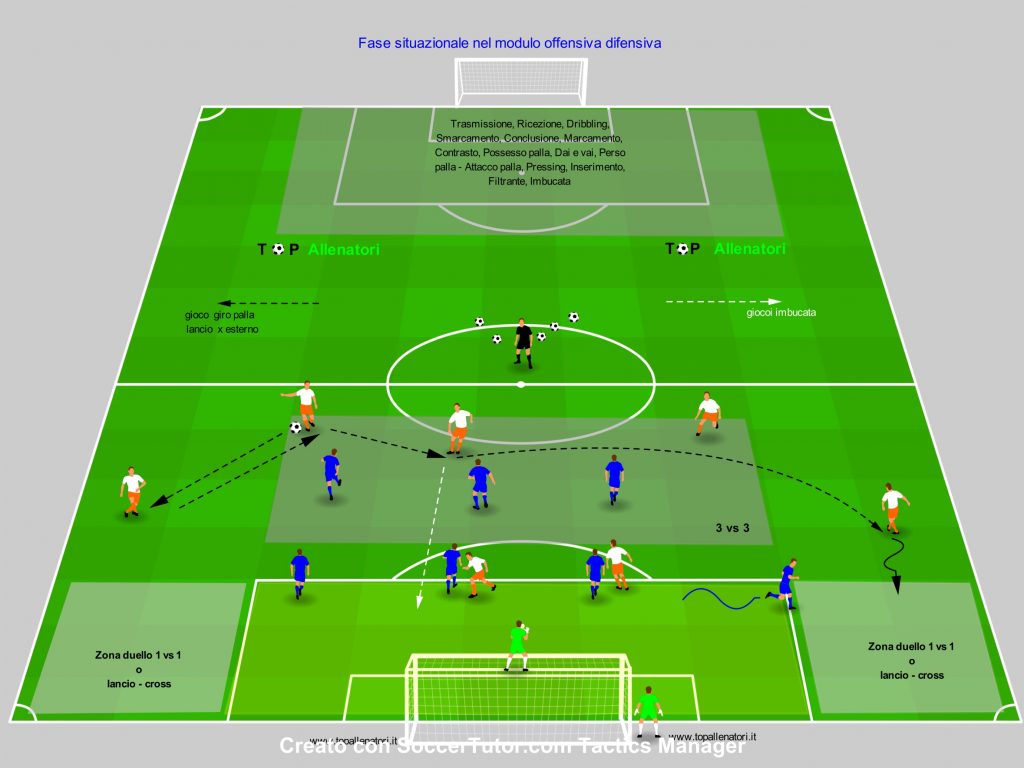 Fase situazionale nel modulo offensiva difensiva
Trasmissione, Ricezione, Dribbling,
Smarcamento, Conclusione, Marcamento,
Contrasto, Possesso palla, Dai e vai, Perso
palla - Attacco palla, Pressing, Inserimento,
Filtrante, Imbucata
T P Allenatori
T P Allenatori
gioco giro palla
lancio x esterno
giocoi imbucata
3 vs 3
Zona duello 1 vs 1
o
lancio - cross
Zona duello 1 vs 1
o
lancio - cross
www.topallenatori.it
www.topallenatori.it
Creato con SoccerTutor.com Tactics Manager